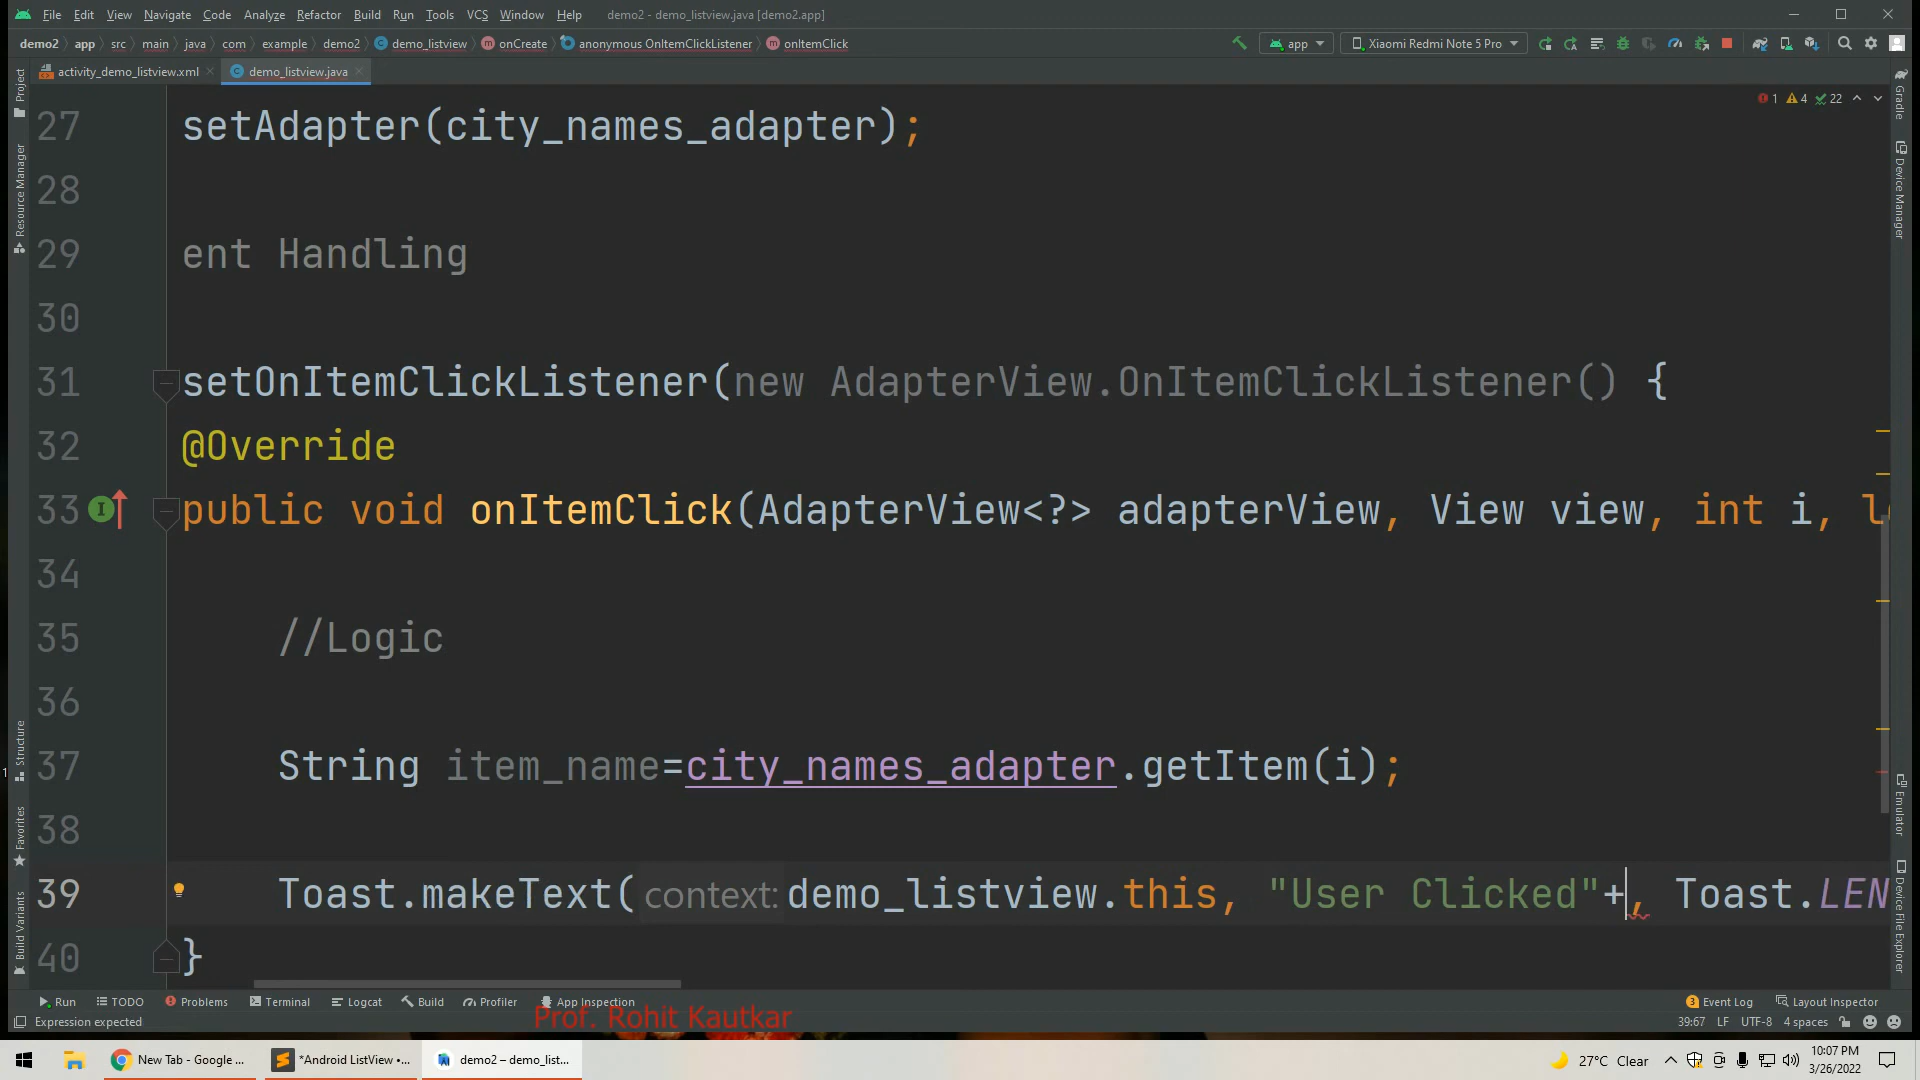 File Edit View Navigate Code Analyze Refactor Build Run Tools VCS Window Help demo2 - demo_listview.java [demo2.app]
demo2 app src main java com example demo2 demo_listview onCreate anonymous OnItemClickListener onItemClick app Xiaomi Redmi Note 5 Pro
activity_demo_listview.xml demo_listview.java
1 4 22
27 setAdapter(city_names_adapter);
28
29 ent Handling
30
31 setOnItemClickListener(new AdapterView.OnItemClickListener() {
32 @Override
33 public void onItemClick(AdapterView<?> adapterView, View view, int i, l
34
35 //Logic
36
37 String item_name=city_names_adapter.getItem(i);
38
39 Toast.makeText( context: demo_listview.this, "User Clicked"+, Toast.LEN
40 }
Project
Resource Manager
Structure
Favorites
Build Variants
Gradle
Device Manager
Emulator
Device File Explorer
Run TODO Problems Terminal Logcat Build Profiler App Inspection 3 Event Log Layout Inspector
Prof. Rohit Kautkar
Expression expected 39:67 LF UTF-8 4 spaces
New Tab - Google ... *Android ListView •... demo2 – demo_list... 27°C Clear 10:07 PM
3/26/2022